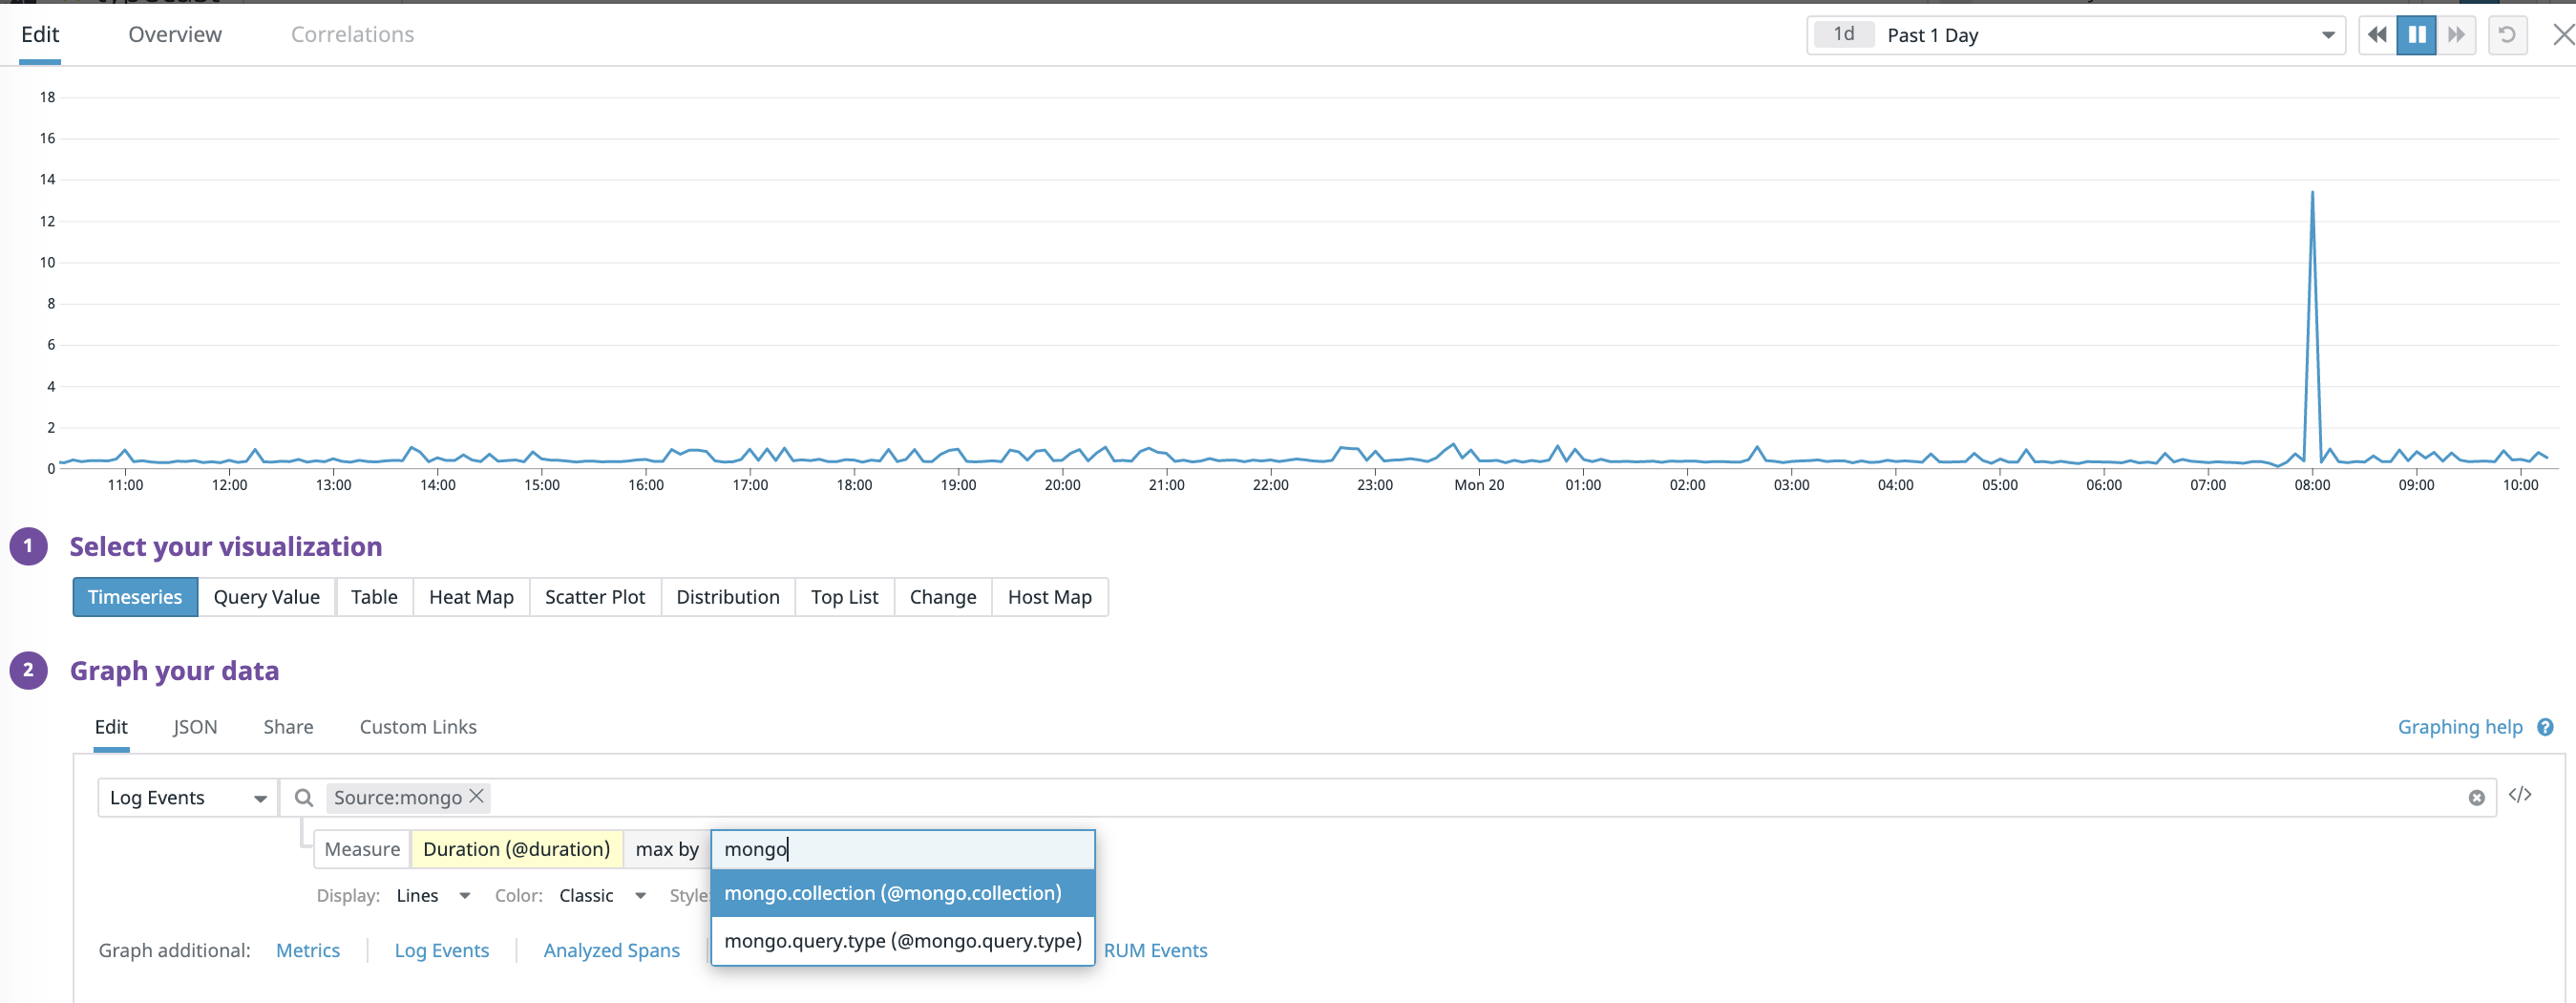 Edit Overview Correlations 1d Past 1 Day
18
16
14
12
10
8
6
4
2
0
11:00 12:00 13:00 14:00 15:00 16:00 17:00 18:00 19:00 20:00 21:00 22:00 23:00 Mon 20 01:00 02:00 03:00 04:00 05:00 06:00 07:00 08:00 09:00 10:00
1 Select your visualization
Timeseries Query Value Table Heat Map Scatter Plot Distribution Top List Change Host Map
2 Graph your data
Edit JSON Share Custom Links Graphing help ?
Log Events Source:mongo </>
Measure Duration (@duration) max by mongo
mongo.collection (@mongo.collection)
Display: Lines Color: Classic Style
mongo.query.type (@mongo.query.type)
Graph additional: Metrics Log Events Analyzed Spans RUM Events